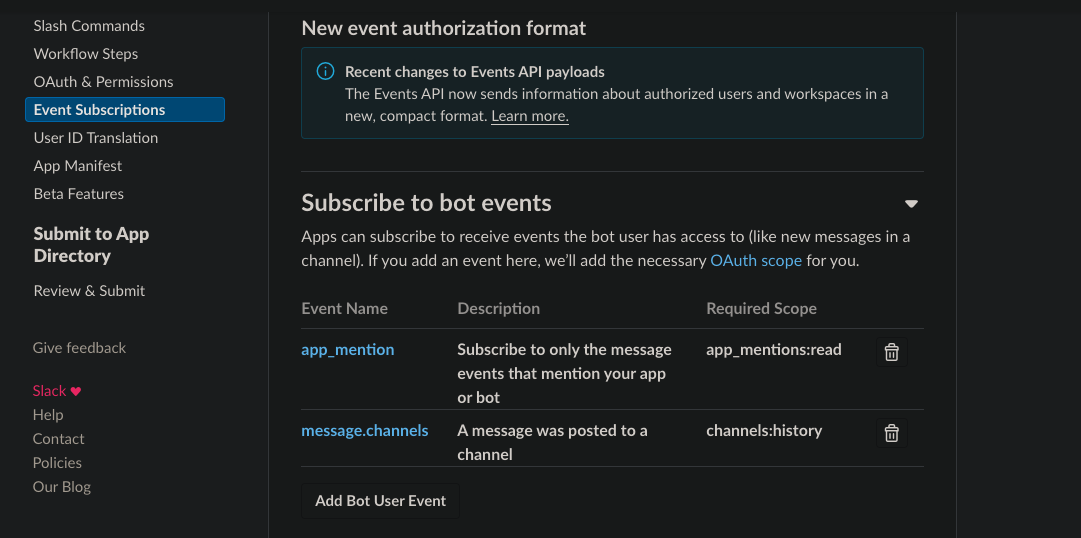 Slash Commands
Workflow Steps
OAuth & Permissions
Event Subscriptions
User ID Translation
App Manifest
Beta Features
Submit to App
Directory
Review & Submit
Give feedback
Slack ♥
Help
Contact
Policies
Our Blog
New event authorization format
Recent changes to Events API payloads
The Events API now sends information about authorized users and workspaces in a
new, compact format. Learn more.
Subscribe to bot events
Apps can subscribe to receive events the bot user has access to (like new messages in a
channel). If you add an event here, we’ll add the necessary OAuth scope for you.
Event Name Description Required Scope
app_mention Subscribe to only the message app_mentions:read
events that mention your app
or bot
message.channels A message was posted to a channels:history
channel
Add Bot User Event